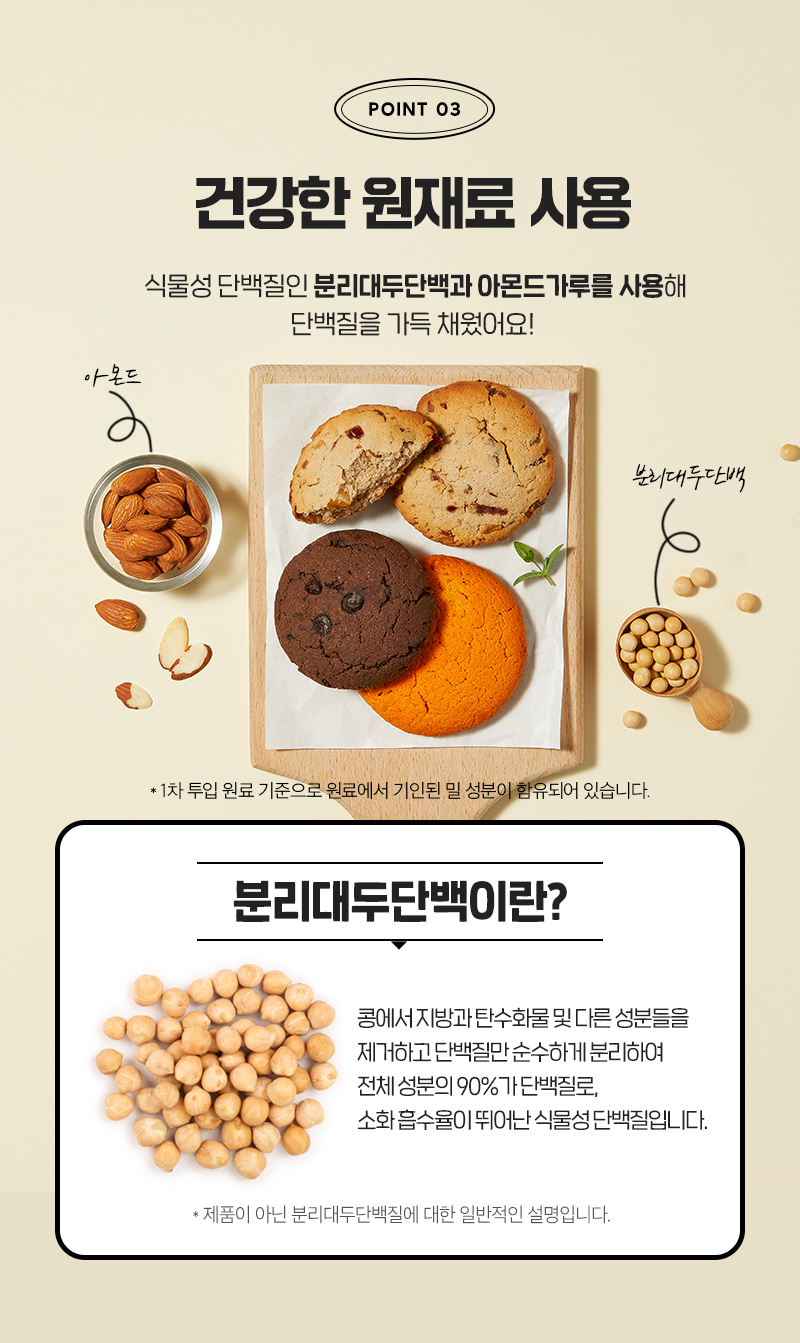 POINT 03
건강한 원재료 사용
식물성 단백질인 분리대두단백과 아몬드가루를 사용해
단백질을 가득 채웠어요!
아몬드
분리대두단백
* 1차 투입 원료 기준으로 원료에서 기인된 밀 성분이 함유되어 있습니다.
분리대두단백이란?
콩에서 지방과 탄수화물 및 다른 성분들을
제거하고 단백질만 순수하게 분리하여
전체 성분의 90%가 단백질로,
소화 흡수율이 뛰어난 식물성 단백질입니다.
* 제품이 아닌 분리대두단백질에 대한 일반적인 설명입니다.